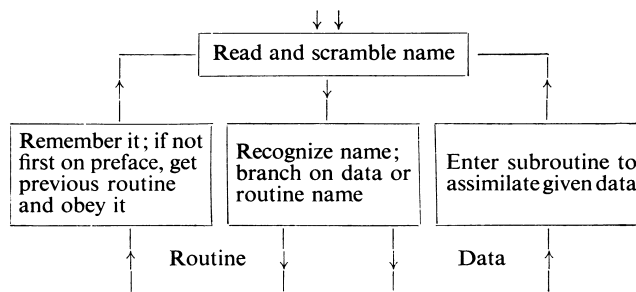 Read and scramble name
Remember it; if not
first on preface, get
previous routine
and obey it
Recognize name;
branch on data or
routine name
Enter subroutine to
assimilate given data
Routine
Data